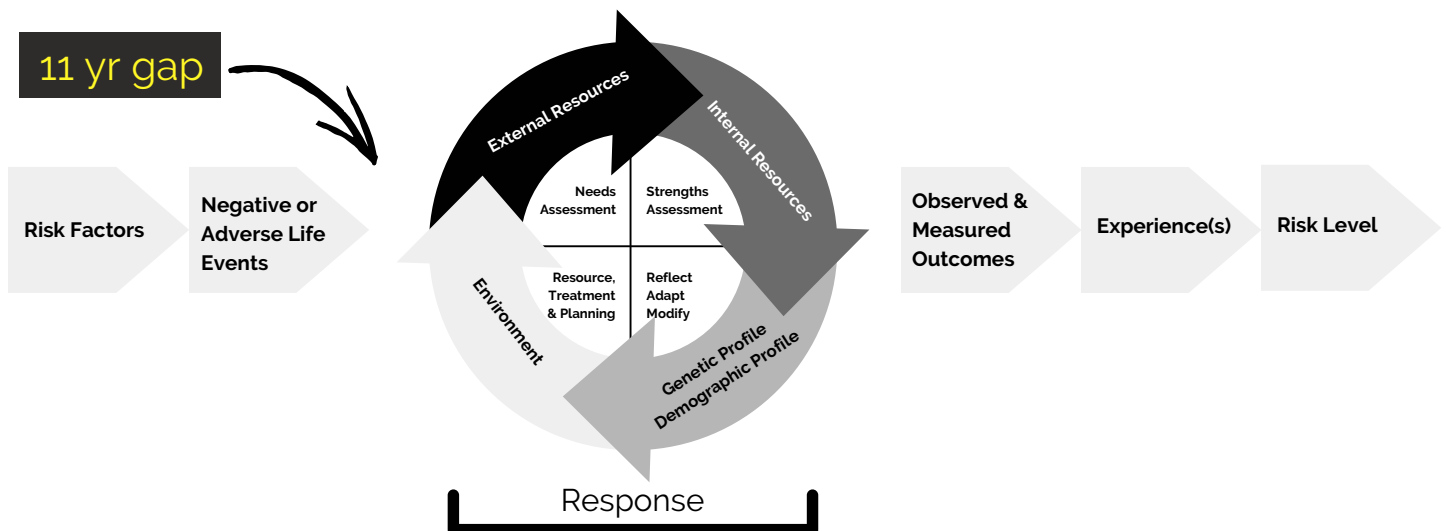 11 yr gap
Risk Factors
Negative or
Adverse Life
Events
External Resources
Internal Resources
Genetic Profile
Demographic Profile
Environment
Needs
Assessment
Strengths
Assessment
Resource,
Treatment
& Planning
Reflect
Adapt
Modify
Response
Observed &
Measured
Outcomes
Experience(s)
Risk Level